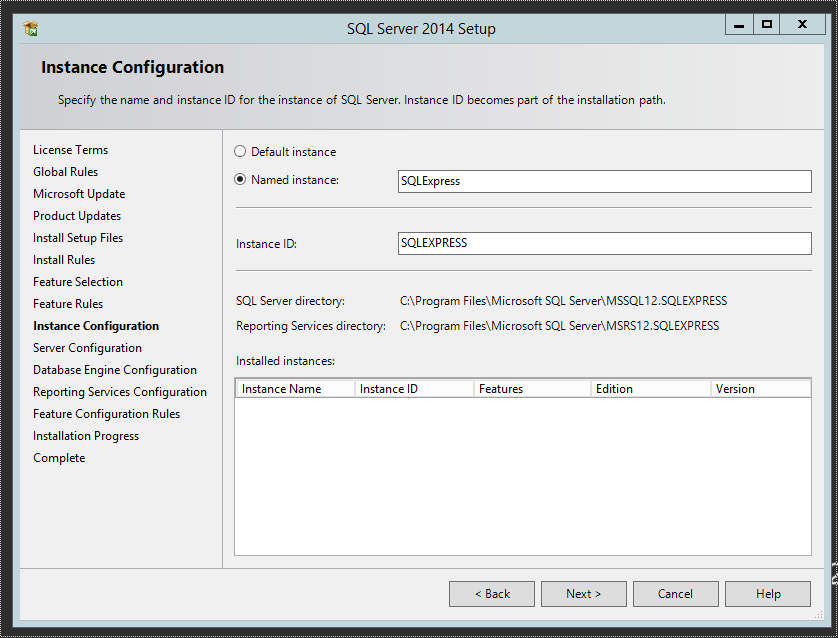 SQL Server 2014 Setup
Instance Configuration
Specify the name and instance ID for the instance of SQL Server. Instance ID becomes part of the installation path.
License Terms
Global Rules
Microsoft Update
Product Updates
Install Setup Files
Install Rules
Feature Selection
Feature Rules
Instance Configuration
Server Configuration
Database Engine Configuration
Reporting Services Configuration
Feature Configuration Rules
Installation Progress
Complete
Default instance
Named instance: SQLExpress
Instance ID: SQLEXPRESS
SQL Server directory: C:\Program Files\Microsoft SQL Server\MSSQL12.SQLEXPRESS
Reporting Services directory: C:\Program Files\Microsoft SQL Server\MSRS12.SQLEXPRESS
Installed instances:
Instance Name Instance ID Features Edition Version
< Back Next > Cancel Help